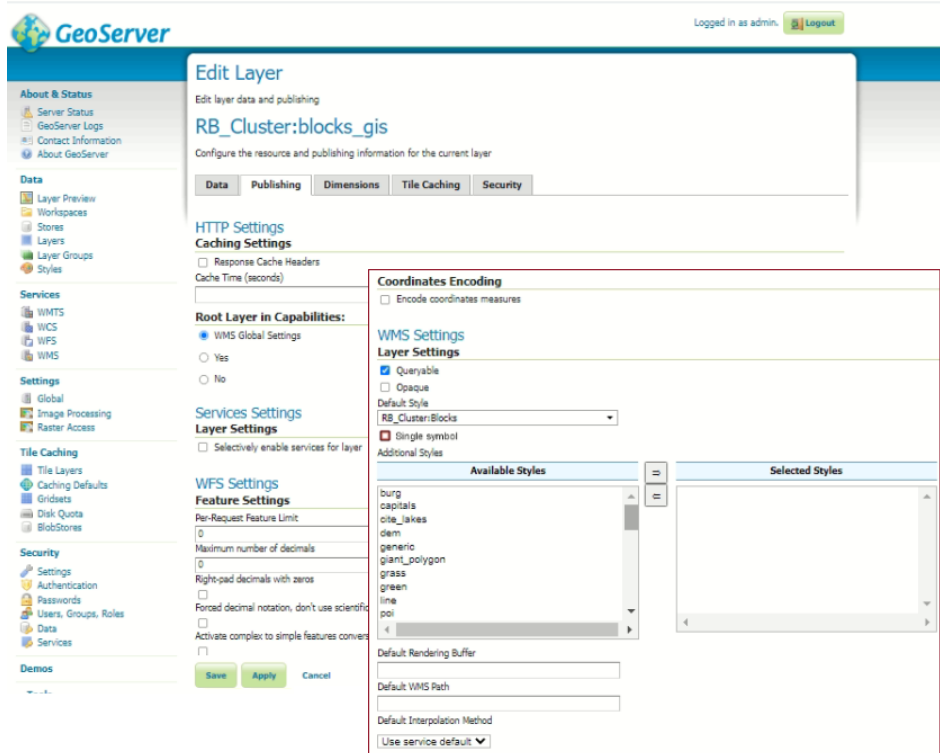 GeoServer
Logged in as admin.
Logout
About & Status
Server Status
GeoServer Logs
Contact Information
About GeoServer
Data
Layer Preview
Workspaces
Stores
Layers
Layer Groups
Styles
Services
WMTS
WCS
WFS
WMS
Settings
Global
Image Processing
Raster Access
Tile Caching
Tile Layers
Caching Defaults
Gridsets
Disk Quota
BlobStores
Security
Settings
Authentication
Passwords
Users, Groups, Roles
Data
Services
Demos
Edit Layer
Edit layer data and publishing
RB_Cluster:blocks_gis
Configure the resource and publishing information for the current layer
Data Publishing Dimensions Tile Caching Security
HTTP Settings
Caching Settings
Response Cache Headers
Cache Time (seconds)
Root Layer in Capabilities:
WMS Global Settings
Yes
No
Services Settings
Layer Settings
Selectively enable services for layer
WFS Settings
Feature Settings
Per-Request Feature Limit
0
Maximum number of decimals
0
Right-pad decimals with zeros
Forced decimal notation, don't use scientific
Activate complex to simple features convers
Save Apply Cancel
Coordinates Encoding
Encode coordinates measures
WMS Settings
Layer Settings
Queryable
Opaque
Default Style
RB_Cluster:Blocks
Single symbol
Additional Styles
Available Styles
Selected Styles
burg
capitals
cite_lakes
dem
generic
giant_polygon
grass
green
line
poi
Default Rendering Buffer
Default WMS Path
Default Interpolation Method
Use service default